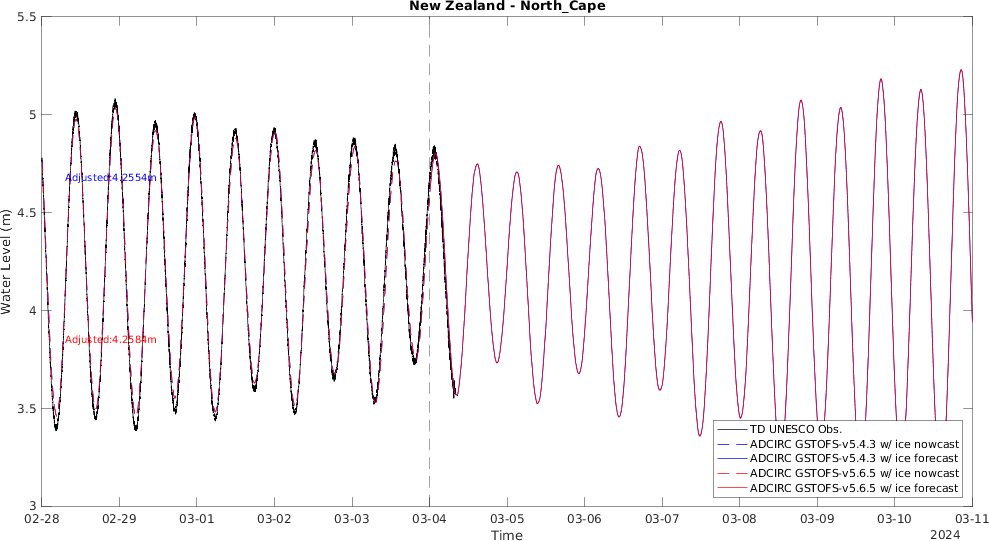 New Zealand - North_Cape
5.5
5
4.5
4
3.5
3
Water Level (m)
Adjusted:4.2554m
Adjusted:4.2584m
TD UNESCO Obs.
ADCIRC GSTOFS-v5.4.3 w/ ice nowcast
ADCIRC GSTOFS-v5.4.3 w/ ice forecast
ADCIRC GSTOFS-v5.6.5 w/ ice nowcast
ADCIRC GSTOFS-v5.6.5 w/ ice forecast
02-28 02-29 03-01 03-02 03-03 03-04 03-05 03-06 03-07 03-08 03-09 03-10 03-11
Time
2024